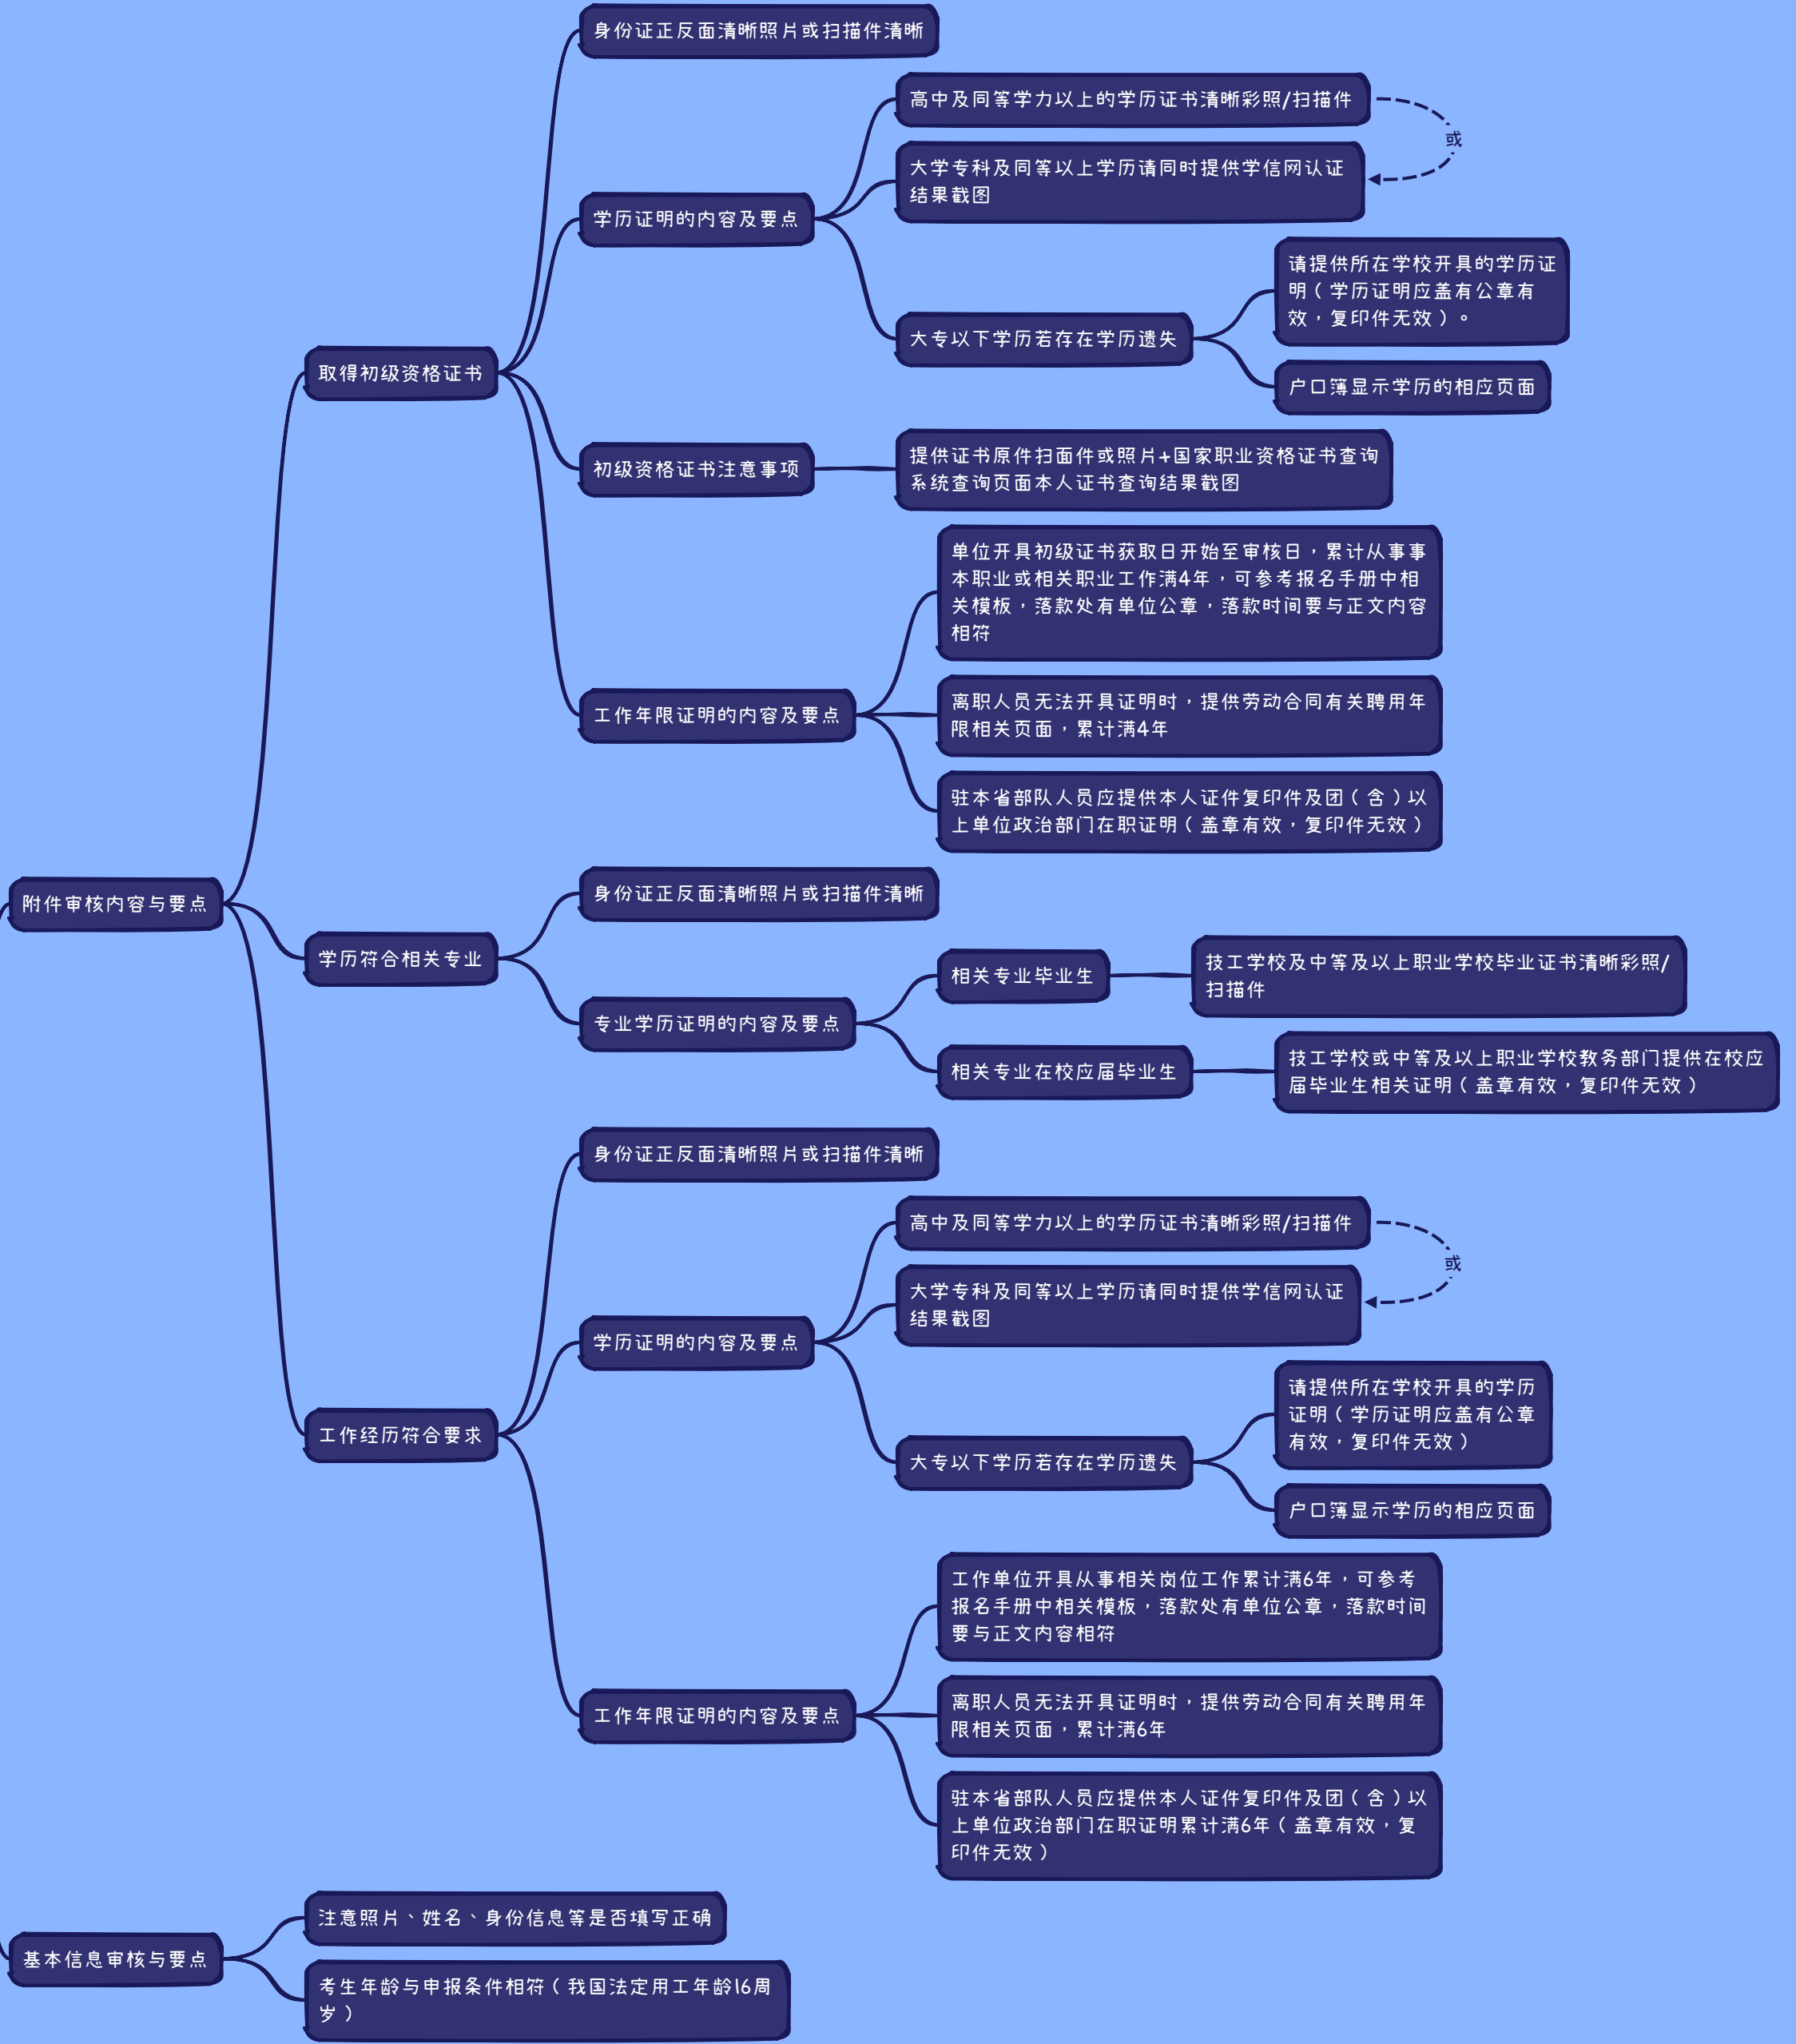 附件审核内容与要点
取得初级资格证书
身份证正反面清晰照片或扫描件清晰
学历证明的内容及要点
高中及同等学力以上的学历证书清晰彩照/扫描件
或
大学专科及同等以上学历请同时提供学信网认证
结果截图
大专以下学历若存在学历遗失
请提供所在学校开具的学历证
明（学历证明应盖有公章有
效，复印件无效）。
户口簿显示学历的相应页面
初级资格证书注意事项
提供证书原件扫面件或照片+国家职业资格证书查询
系统查询页面本人证书查询结果截图
工作年限证明的内容及要点
单位开具初级证书获取日开始至审核日，累计从事事
本职业或相关职业工作满4年，可参考报名手册中相
关模板，落款处有单位公章，落款时间要与正文内容
相符
离职人员无法开具证明时，提供劳动合同有关聘用年
限相关页面，累计满4年
驻本省部队人员应提供本人证件复印件及团（含）以
上单位政治部门在职证明（盖章有效，复印件无效）
学历符合相关专业
身份证正反面清晰照片或扫描件清晰
专业学历证明的内容及要点
相关专业毕业生
技工学校及中等及以上职业学校毕业证书清晰彩照/
扫描件
相关专业在校应届毕业生
技工学校或中等及以上职业学校教务部门提供在校应
届毕业生相关证明（盖章有效，复印件无效）
工作经历符合要求
身份证正反面清晰照片或扫描件清晰
学历证明的内容及要点
高中及同等学力以上的学历证书清晰彩照/扫描件
或
大学专科及同等以上学历请同时提供学信网认证
结果截图
大专以下学历若存在学历遗失
请提供所在学校开具的学历
证明（学历证明应盖有公章
有效，复印件无效）
户口簿显示学历的相应页面
工作年限证明的内容及要点
工作单位开具从事相关岗位工作累计满6年，可参考
报名手册中相关模板，落款处有单位公章，落款时间
要与正文内容相符
离职人员无法开具证明时，提供劳动合同有关聘用年
限相关页面，累计满6年
驻本省部队人员应提供本人证件复印件及团（含）以
上单位政治部门在职证明累计满6年（盖章有效，复
印件无效）
基本信息审核与要点
注意照片、姓名、身份信息等是否填写正确
考生年龄与申报条件相符（我国法定用工年龄16周
岁）